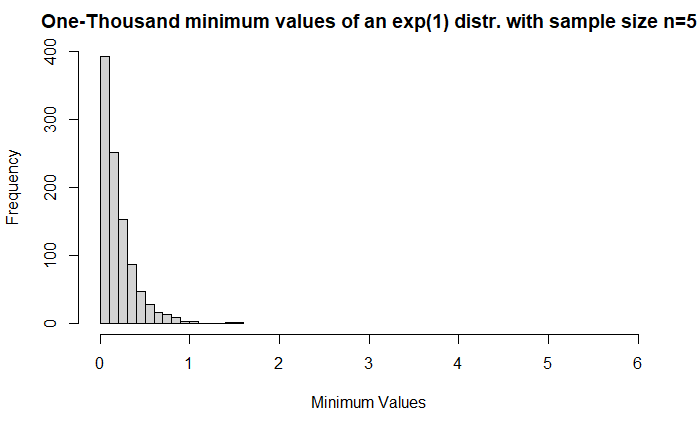 One-Thousand minimum values of an exp(1) distr. with sample size n=5
400
300
200
100
0
Frequency
0 1 2 3 4 5 6
Minimum Values